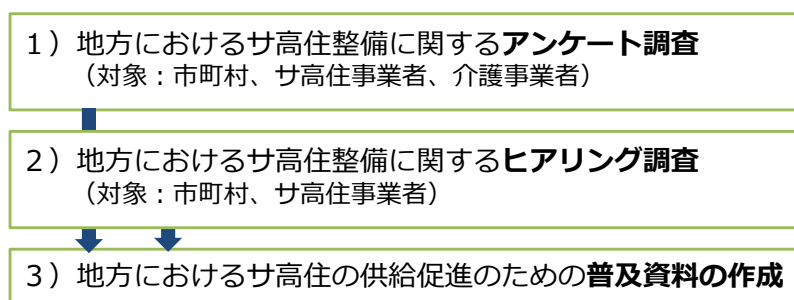 １）地方におけるサ高住整備に関するアンケート調査
（対象：市町村、サ高住事業者、介護事業者）
２）地方におけるサ高住整備に関するヒアリング調査
（対象：市町村、サ高住事業者）
３）地方におけるサ高住の供給促進のための普及資料の作成